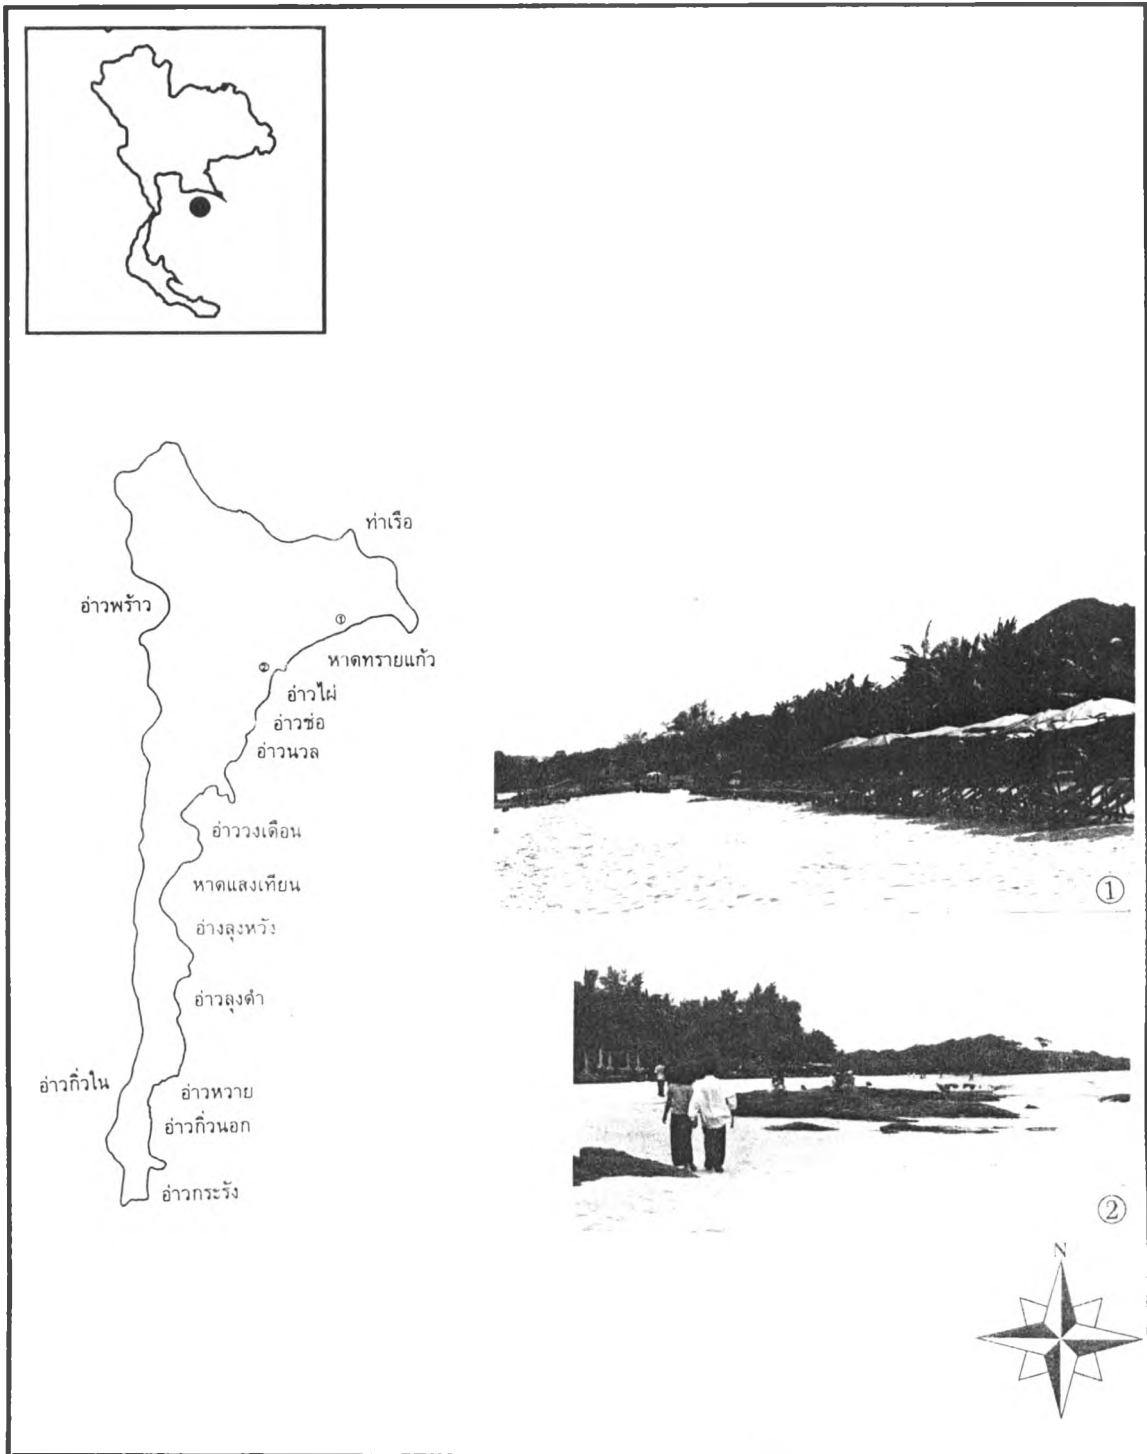 ท่าเรือ
อ่าวพร้าว
①
หาดทรายแก้ว
②
อ่าวไผ่
อ่าวช่อ
อ่าวนวล
อ่าววงเดือน
หาดแสงเทียน
อ่างลุงหวัง
อ่าวลุงดำ
อ่าวกิ่วใน
อ่าวหวาย
อ่าวกิ่วนอก
อ่าวกระรัง
①
②
N